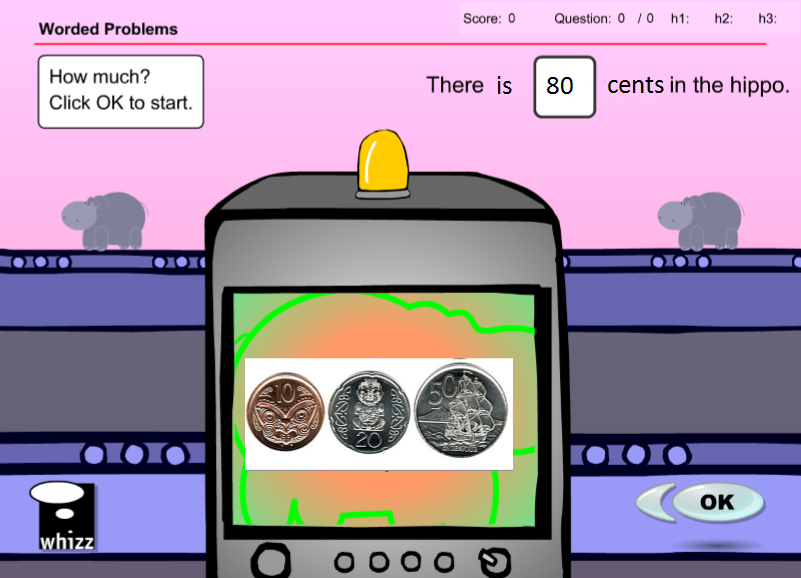 Score: 0 Question: 0 / 0 h1: h2: h3:
Worded Problems
How much?
Click OK to start.
There is 80 cents in the hippo.
10
20
50
ENDEAVOUR
whizz
OK